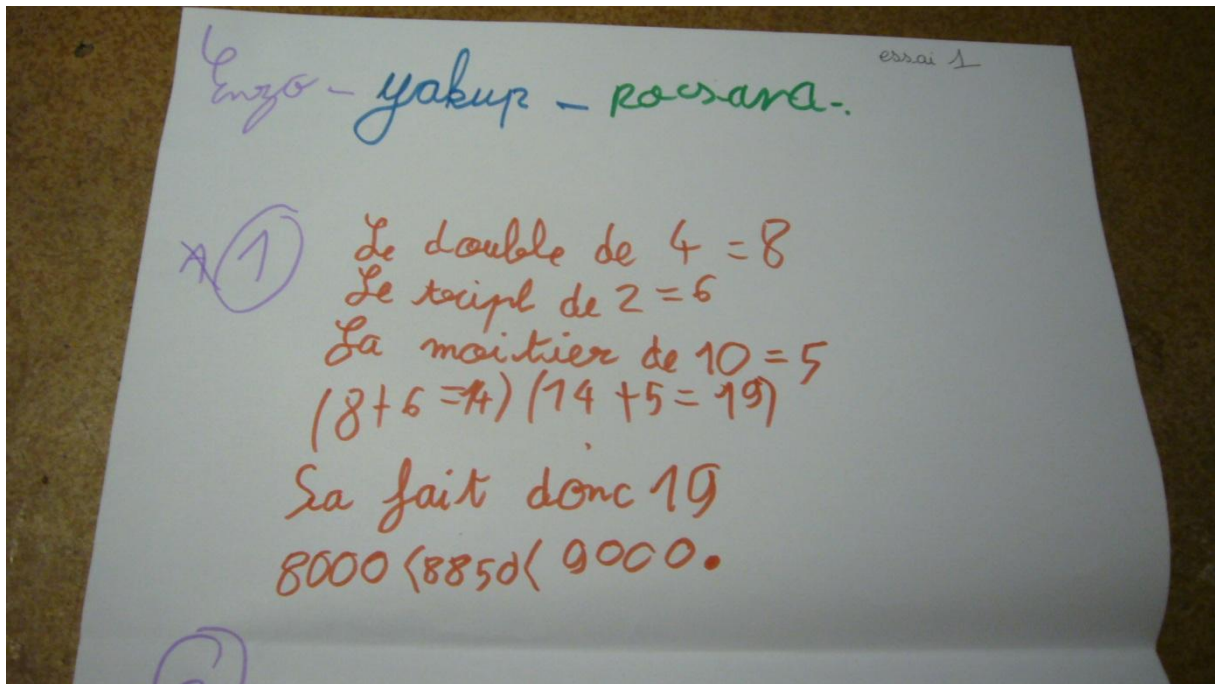 essai 1
Enzo - yakup - rocsana-.
1
Le double de 4 = 8
Le tripl de 2 = 6
La moitier de 10 = 5
(8+6=14) (14+5=19)
Sa fait donc 19
8000<8850<9000.